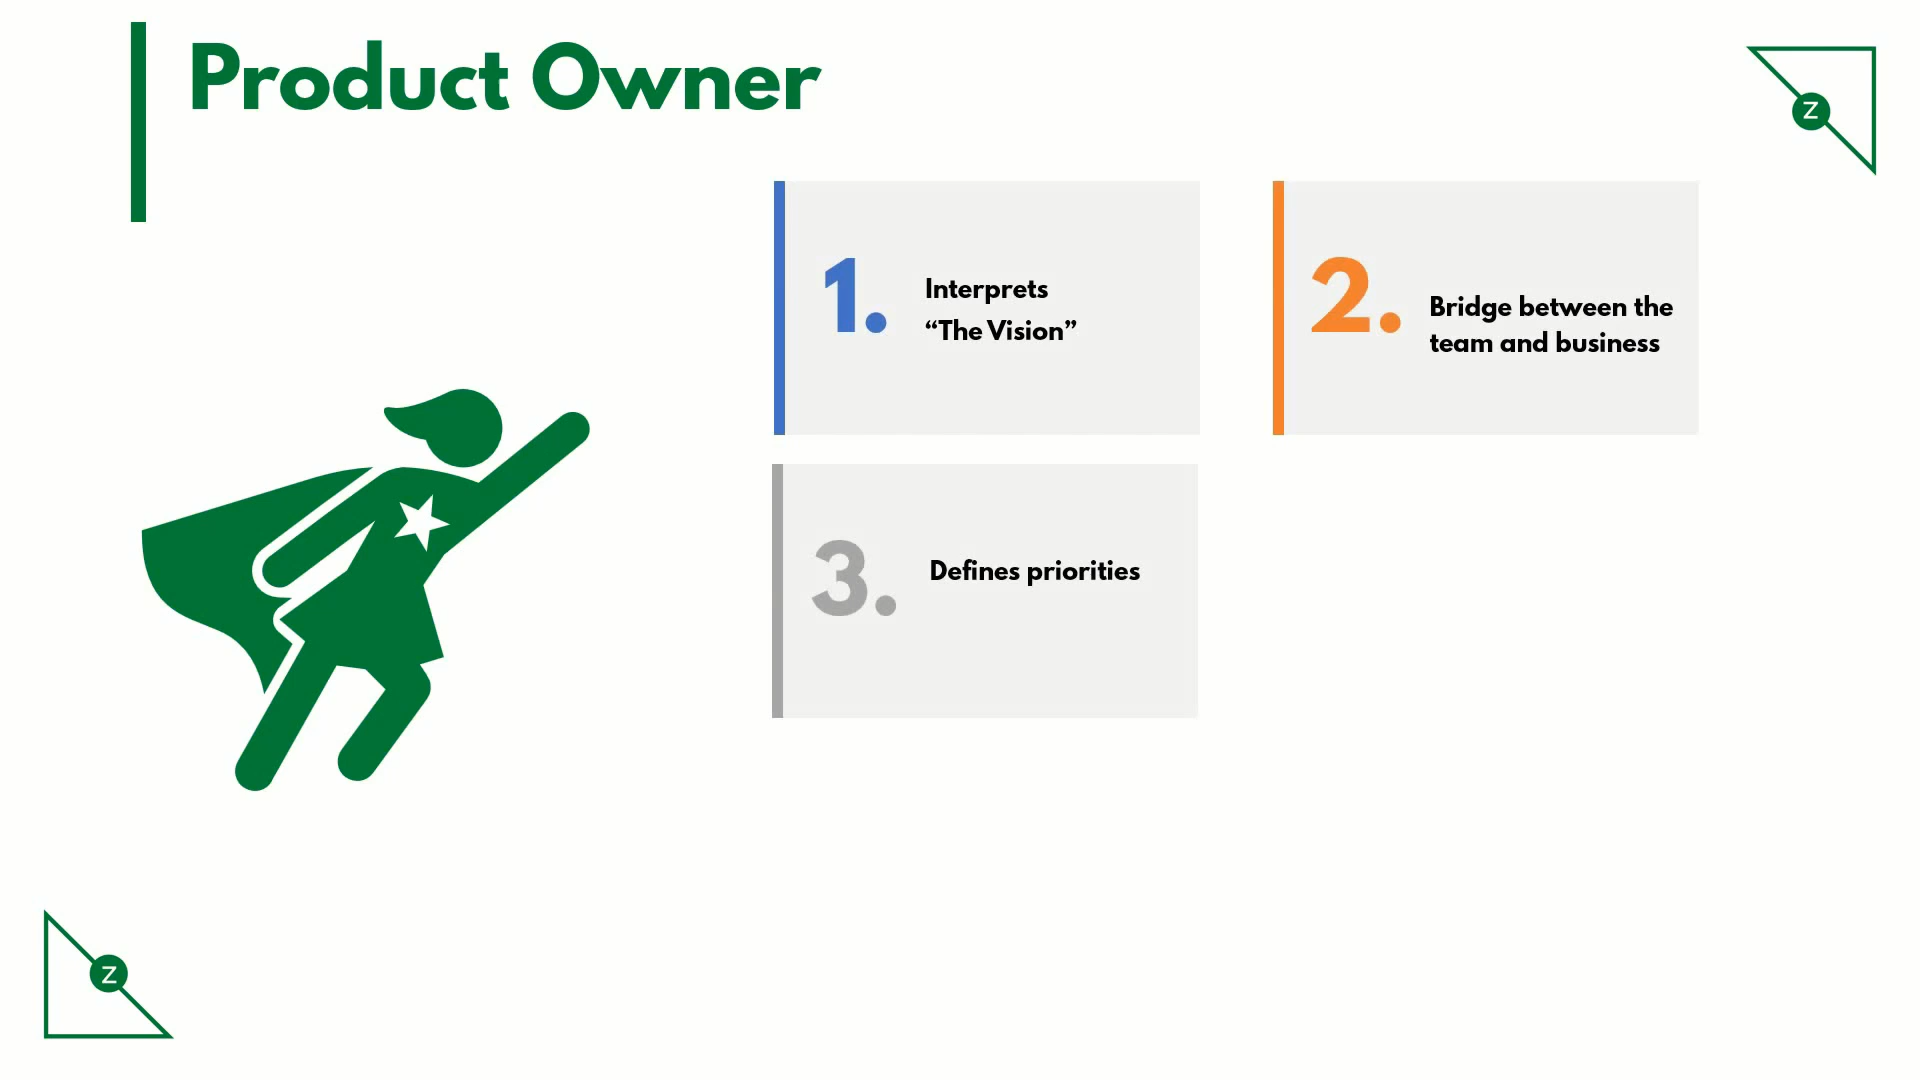 Product Owner
Z
1.
Interprets
“The Vision”
2.
Bridge between the
team and business
3.
Defines priorities
Z